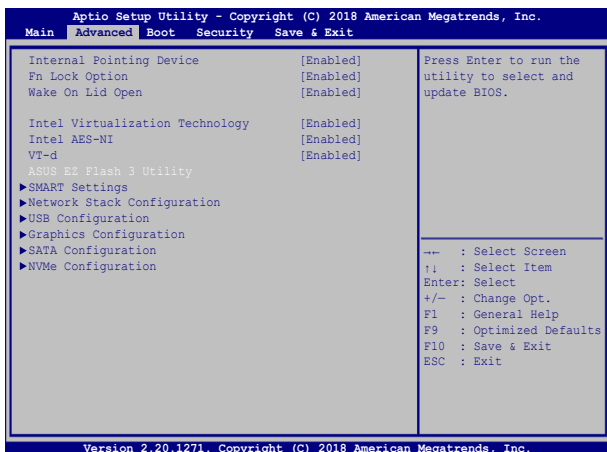 Aptio Setup Utility - Copyright (C) 2018 American Megatrends, Inc.
Main Advanced Boot Security Save & Exit
Internal Pointing Device [Enabled]
Fn Lock Option [Enabled]
Wake On Lid Open [Enabled]
Intel Virtualization Technology [Enabled]
Intel AES-NI [Enabled]
VT-d [Enabled]
ASUS EZ Flash 3 Utility
▶SMART Settings
▶Network Stack Configuration
▶USB Configuration
▶Graphics Configuration
▶SATA Configuration
▶NVMe Configuration
Press Enter to run the
utility to select and
update BIOS.
→← : Select Screen
↑↓ : Select Item
Enter: Select
+/— : Change Opt.
F1 : General Help
F9 : Optimized Defaults
F10 : Save & Exit
ESC : Exit
Version 2.20.1271. Copyright (C) 2018 American Megatrends, Inc.